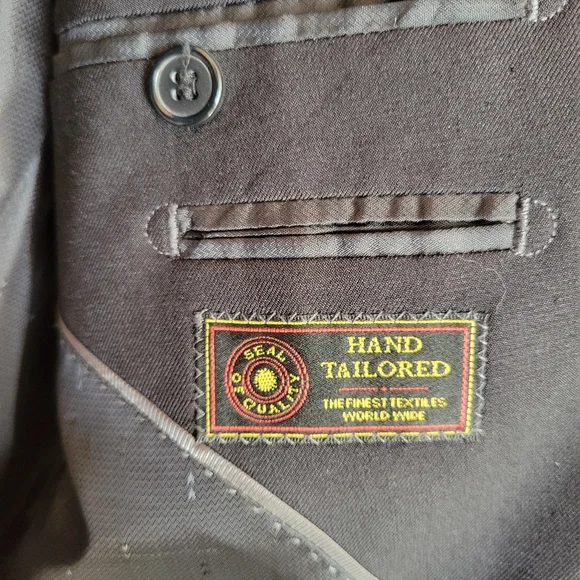 SEAL
OF QUALITY
HAND
TAILORED
THE FINEST TEXTILES
WORLD WIDE